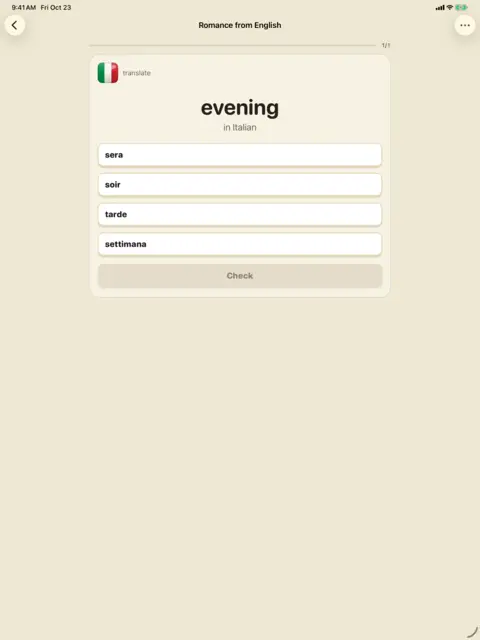 9:41 AM Fri Oct 23
Romance from English
1/1
translate
evening
in Italian
sera
soir
tarde
settimana
Check